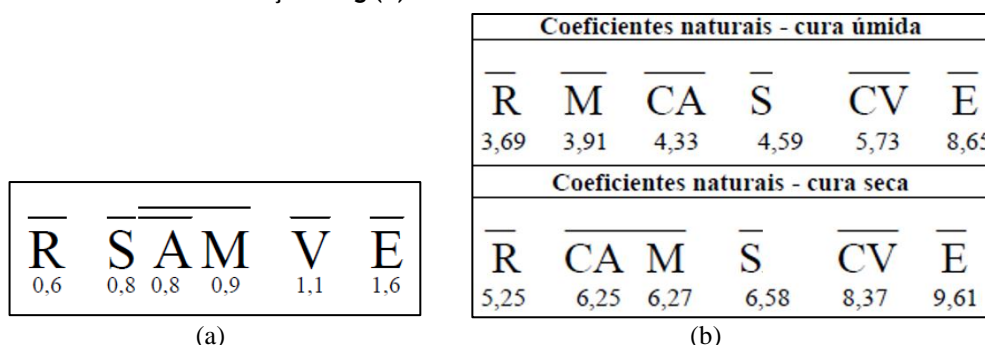 Coeficientes naturais - cura úmida
R M CA S CV E
3,69 3,91 4,33 4,59 5,73 8,65
Coeficientes naturais - cura seca
R CA M S CV E
5,25 6,25 6,27 6,58 8,37 9,61
R S A M V E
0,6 0,8 0,8 0,9 1,1 1,6
(a) (b)